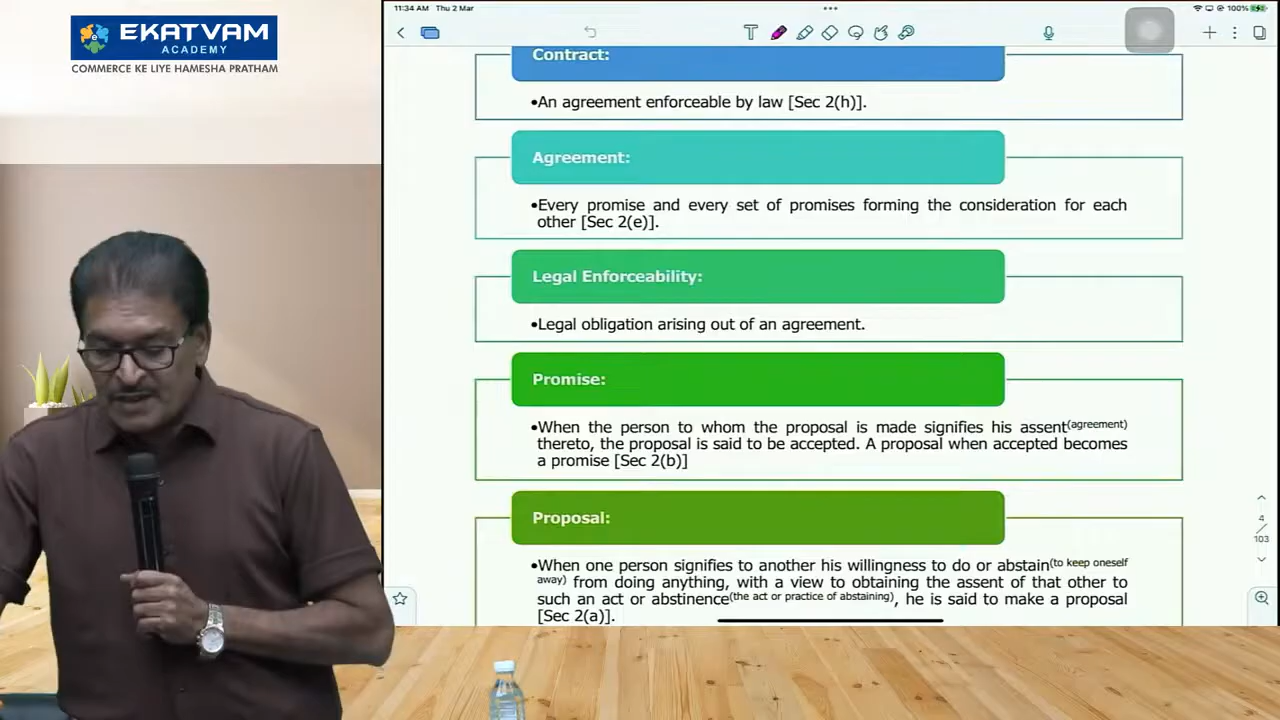 EKATVAM
ACADEMY
COMMERCE KE LIYE HAMESHA PRATHAM
11:34 AM Thu 2 Mar
100%
Contract:
•An agreement enforceable by law [Sec 2(h)].
Agreement:
•Every promise and every set of promises forming the consideration for each
other [Sec 2(e)].
Legal Enforceability:
•Legal obligation arising out of an agreement.
Promise:
•When the person to whom the proposal is made signifies his assent(agreement)
thereto, the proposal is said to be accepted. A proposal when accepted becomes
a promise [Sec 2(b)]
Proposal:
•When one person signifies to another his willingness to do or abstain(to keep oneself
away) from doing anything, with a view to obtaining the assent of that other to
such an act or abstinence(the act or practice of abstaining), he is said to make a proposal
[Sec 2(a)].
4
103